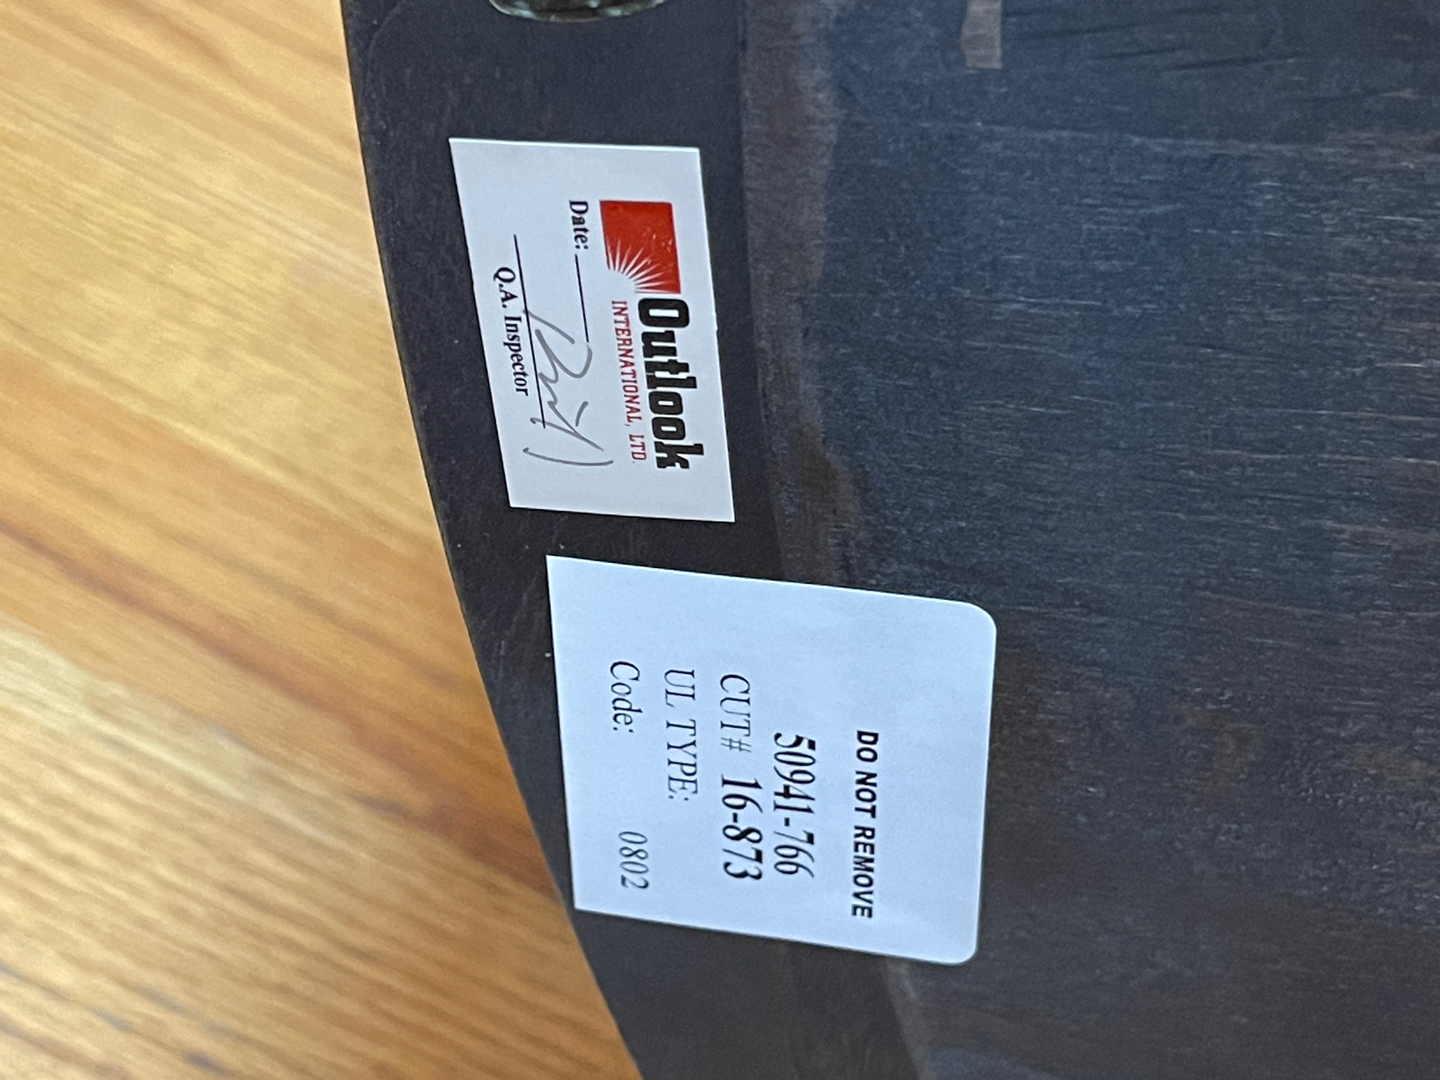 Outlook
INTERNATIONAL, LTD.
Date:
Q.A. Inspector
DO NOT REMOVE
50941-766
CUT# 16-873
UL TYPE:
Code: 0802